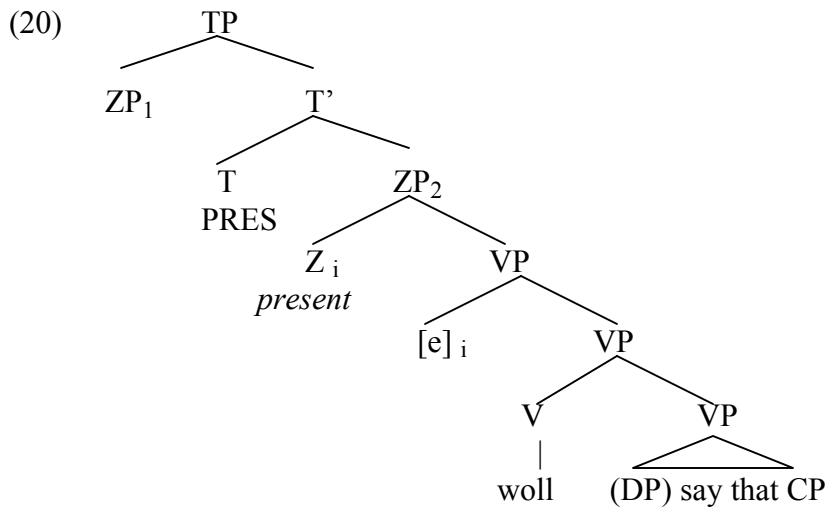 (20) TP
ZP1 T’
T ZP2
PRES
Z i VP
present
[e] i VP
V VP
woll (DP) say that CP